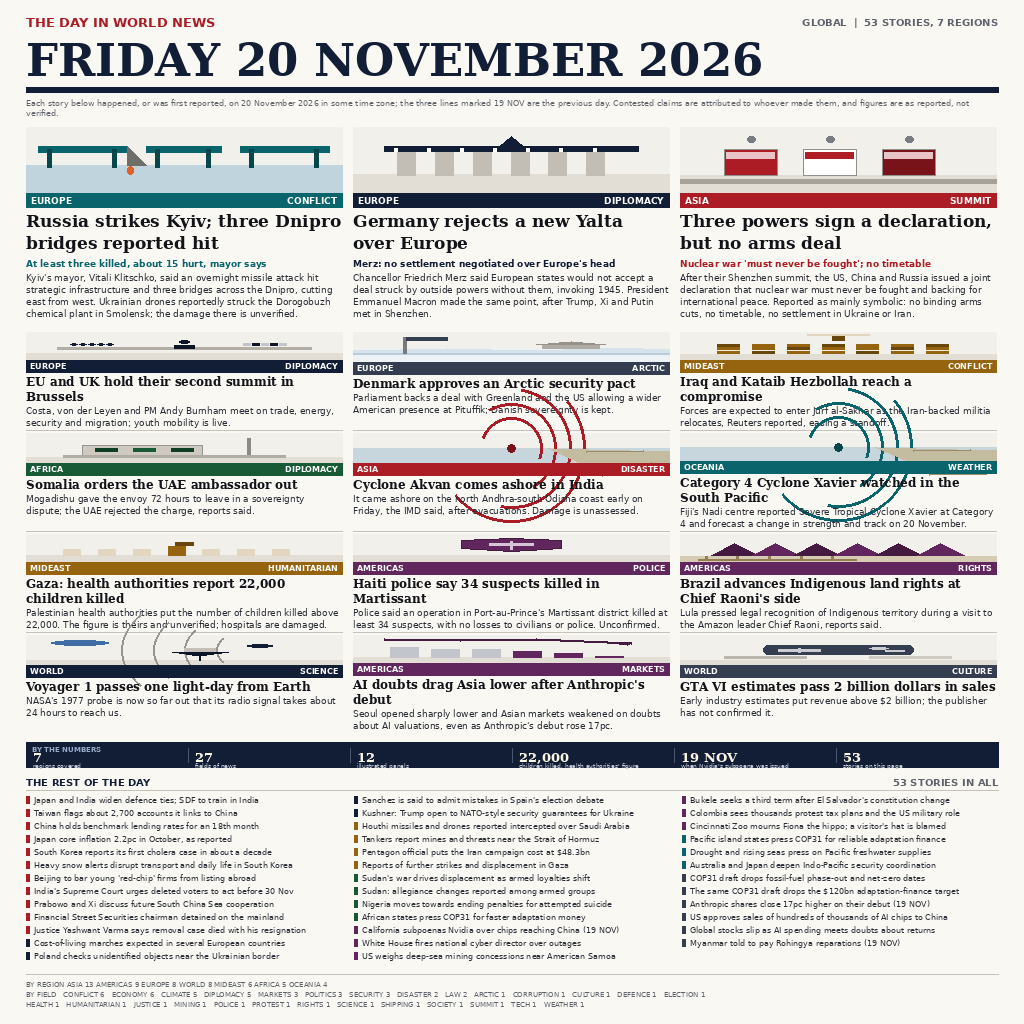 THE DAY IN WORLD NEWS
GLOBAL | 53 STORIES, 7 REGIONS
FRIDAY 20 NOVEMBER 2026
Each story below happened, or was first reported, on 20 November 2026 in some time zone; the three lines marked 19 NOV are the previous day. Contested claims are attributed to whoever made them, and figures are as reported, not
verified.
EUROPE CONFLICT
Russia strikes Kyiv; three Dnipro
bridges reported hit
At least three killed, about 15 hurt, mayor says
Kyiv's mayor, Vitali Klitschko, said an overnight missile attack hit
strategic infrastructure and three bridges across the Dnipro, cutting
east from west. Ukrainian drones reportedly struck the Dorogobuzh
chemical plant in Smolensk; the damage there is unverified.
EUROPE DIPLOMACY
Germany rejects a new Yalta
over Europe
Merz: no settlement negotiated over Europe's head
Chancellor Friedrich Merz said European states would not accept a
deal struck by outside powers without them, invoking 1945. President
Emmanuel Macron made the same point, after Trump, Xi and Putin
met in Shenzhen.
ASIA SUMMIT
Three powers sign a declaration,
but no arms deal
Nuclear war 'must never be fought'; no timetable
After their Shenzhen summit, the US, China and Russia issued a joint
declaration that nuclear war must never be fought and backing for
international peace. Reported as mainly symbolic: no binding arms
cuts, no timetable, no settlement in Ukraine or Iran.
EUROPE DIPLOMACY
EU and UK hold their second summit in
Brussels
Costa, von der Leyen and PM Andy Burnham meet on trade, energy,
security and migration; youth mobility is live.
EUROPE ARCTIC
Denmark approves an Arctic security pact
Parliament backs a deal with Greenland and the US allowing a wider
American presence at Pituffik; Danish sovereignty is kept.
MIDEAST CONFLICT
Iraq and Kataib Hezbollah reach a
compromise
Forces are expected to enter Jurf al-Sakhar as the Iran-backed militia
relocates, Reuters reported, easing a standoff.
AFRICA DIPLOMACY
Somalia orders the UAE ambassador out
Mogadishu gave the envoy 72 hours to leave in a sovereignty
dispute; the UAE rejected the charge, reports said.
ASIA DISASTER
Cyclone Akvan comes ashore in India
It came ashore on the north Andhra-south Odisha coast early on
Friday, the IMD said, after evacuations. Damage is unassessed.
OCEANIA WEATHER
Category 4 Cyclone Xavier watched in the
South Pacific
Fiji's Nadi centre reported Severe Tropical Cyclone Xavier at Category
4 and forecast a change in strength and track on 20 November.
MIDEAST HUMANITARIAN
Gaza: health authorities report 22,000
children killed
Palestinian health authorities put the number of children killed above
22,000. The figure is theirs and unverified; hospitals are damaged.
AMERICAS POLICE
Haiti police say 34 suspects killed in
Martissant
Police said an operation in Port-au-Prince's Martissant district killed at
least 34 suspects, with no losses to civilians or police. Unconfirmed.
AMERICAS RIGHTS
Brazil advances Indigenous land rights at
Chief Raoni's side
Lula pressed legal recognition of Indigenous territory during a visit to
the Amazon leader Chief Raoni, reports said.
WORLD SCIENCE
Voyager 1 passes one light-day from Earth
NASA's 1977 probe is now so far out that its radio signal takes about
24 hours to reach us.
AMERICAS MARKETS
AI doubts drag Asia lower after Anthropic's
debut
Seoul opened sharply lower and Asian markets weakened on doubts
about AI valuations, even as Anthropic's debut rose 17pc.
WORLD CULTURE
GTA VI estimates pass 2 billion dollars in sales
Early industry estimates put revenue above $2 billion; the publisher
has not confirmed it.
BY THE NUMBERS
7 27 12 22,000 19 NOV 53
regions covered fields of news illustrated panels children killed, health authorities' figure when Nvidia's subpoena was issued stories on this page
THE REST OF THE DAY
53 STORIES IN ALL
Japan and India widen defence ties; SDF to train in India
Taiwan flags about 2,700 accounts it links to China
China holds benchmark lending rates for an 18th month
Japan core inflation 2.2pc in October, as reported
South Korea reports its first cholera case in about a decade
Heavy snow alerts disrupt transport and daily life in South Korea
Beijing to bar young 'red-chip' firms from listing abroad
India's Supreme Court urges deleted voters to act before 30 Nov
Prabowo and Xi discuss future South China Sea cooperation
Financial Street Securities chairman detained on the mainland
Justice Yashwant Varma says removal case died with his resignation
Cost-of-living marches expected in several European countries
Poland checks unidentified objects near the Ukrainian border
Sanchez is said to admit mistakes in Spain's election debate
Kushner: Trump open to NATO-style security guarantees for Ukraine
Houthi missiles and drones reported intercepted over Saudi Arabia
Tankers report mines and threats near the Strait of Hormuz
Pentagon official puts the Iran campaign cost at $48.3bn
Reports of further strikes and displacement in Gaza
Sudan's war drives displacement as armed loyalties shift
Sudan: allegiance changes reported among armed groups
Nigeria moves towards ending penalties for attempted suicide
African states press COP31 for faster adaptation money
California subpoenas Nvidia over chips reaching China (19 NOV)
White House fires national cyber director over outages
US weighs deep-sea mining concessions near American Samoa
Bukele seeks a third term after El Salvador's constitution change
Colombia sees thousands protest tax plans and the US military role
Cincinnati Zoo mourns Fiona the hippo; a visitor's hat is blamed
Pacific island states press COP31 for reliable adaptation finance
Drought and rising seas press on Pacific freshwater supplies
Australia and Japan deepen Indo-Pacific security coordination
COP31 draft drops fossil-fuel phase-out and net-zero dates
The same COP31 draft drops the $120bn adaptation-finance target
Anthropic shares close 17pc higher on their debut (19 NOV)
US approves sales of hundreds of thousands of AI chips to China
Global stocks slip as AI spending meets doubts about returns
Myanmar told to pay Rohingya reparations (19 NOV)
BY REGION ASIA 13 AMERICAS 9 EUROPE 8 WORLD 8 MIDEAST 6 AFRICA 5 OCEANIA 4
BY FIELD CONFLICT 6 ECONOMY 6 CLIMATE 5 DIPLOMACY 5 MARKETS 3 POLITICS 3 SECURITY 3 DISASTER 2 LAW 2 ARCTIC 1 CORRUPTION 1 CULTURE 1 DEFENCE 1 ELECTION 1
HEALTH 1 HUMANITARIAN 1 JUSTICE 1 MINING 1 POLICE 1 PROTEST 1 RIGHTS 1 SCIENCE 1 SHIPPING 1 SOCIETY 1 SUMMIT 1 TECH 1 WEATHER 1